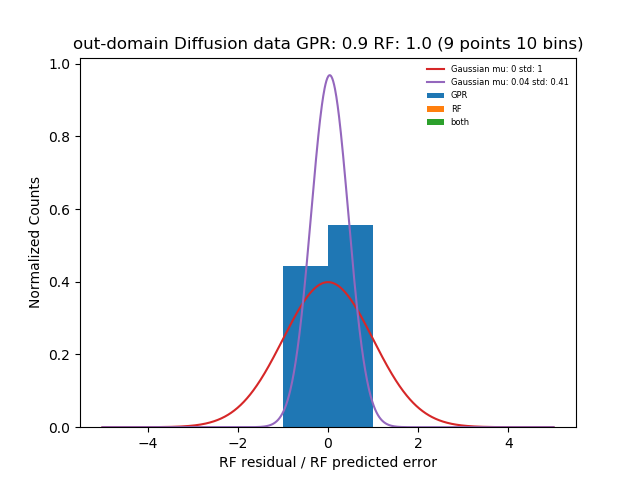 out-domain Diffusion data GPR: 0.9 RF: 1.0 (9 points 10 bins)
Gaussian mu: 0 std: 1
Gaussian mu: 0.04 std: 0.41
GPR
RF
both
1.0
0.8
0.6
0.4
0.2
0.0
Normalized Counts
−4
−2
0
2
4
RF residual / RF predicted error